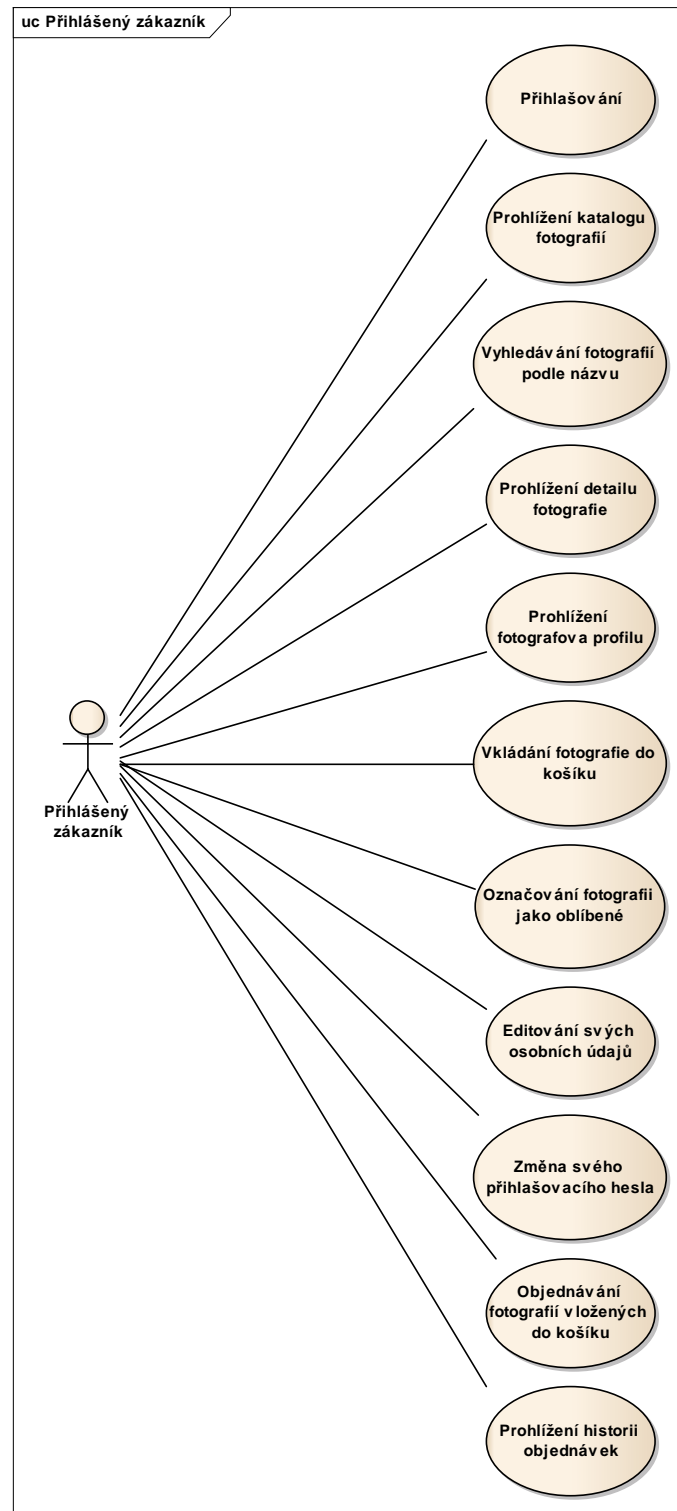 uc Přihlášený zákazník
Přihlašování
Prohlížení katalogu
fotografií
Vyhledávání fotografií
podle názvu
Prohlížení detailu
fotografie
Prohlížení
fotografova profilu
Vkládání fotografie do
košíku
Přihlášený
zákazník
Označování fotografii
jako oblíbené
Editování svých
osobních údajů
Změna svého
přihlašovacího hesla
Objednávání
fotografií vložených
do košíku
Prohlížení historii
objednávek